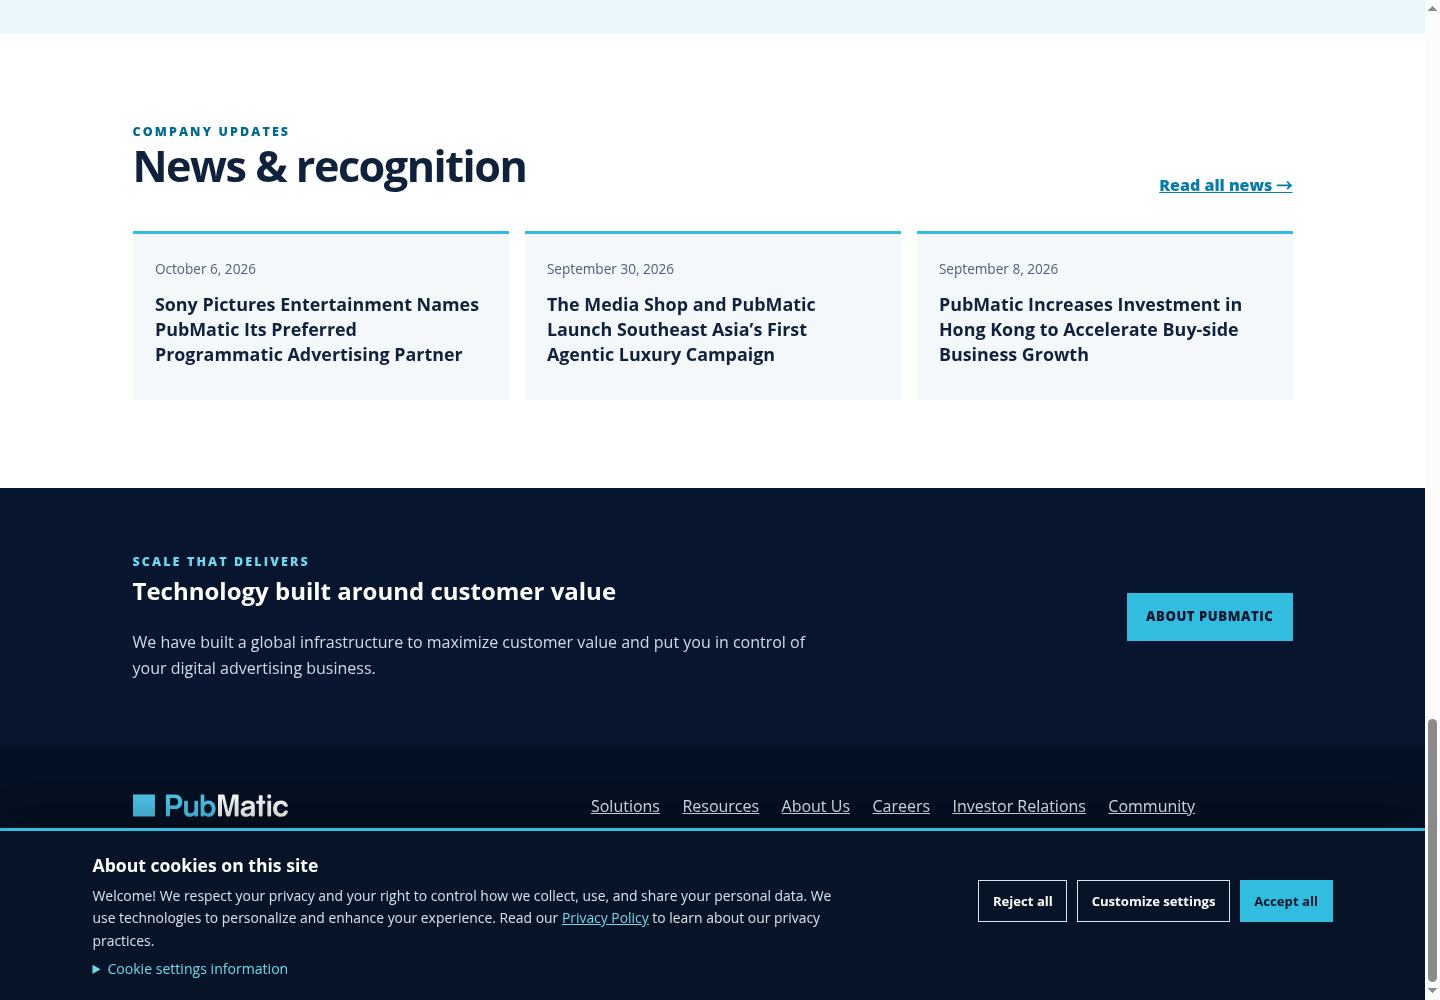 COMPANY UPDATES
News & recognition
Read all news →
October 6, 2026
Sony Pictures Entertainment Names
PubMatic Its Preferred
Programmatic Advertising Partner
September 30, 2026
The Media Shop and PubMatic
Launch Southeast Asia’s First
Agentic Luxury Campaign
September 8, 2026
PubMatic Increases Investment in
Hong Kong to Accelerate Buy-side
Business Growth
SCALE THAT DELIVERS
Technology built around customer value
We have built a global infrastructure to maximize customer value and put you in control of
your digital advertising business.
ABOUT PUBMATIC
PubMatic
Solutions Resources About Us Careers Investor Relations Community
About cookies on this site
Welcome! We respect your privacy and your right to control how we collect, use, and share your personal data. We
use technologies to personalize and enhance your experience. Read our Privacy Policy to learn about our privacy
practices.
▶ Cookie settings information
Reject all
Customize settings
Accept all